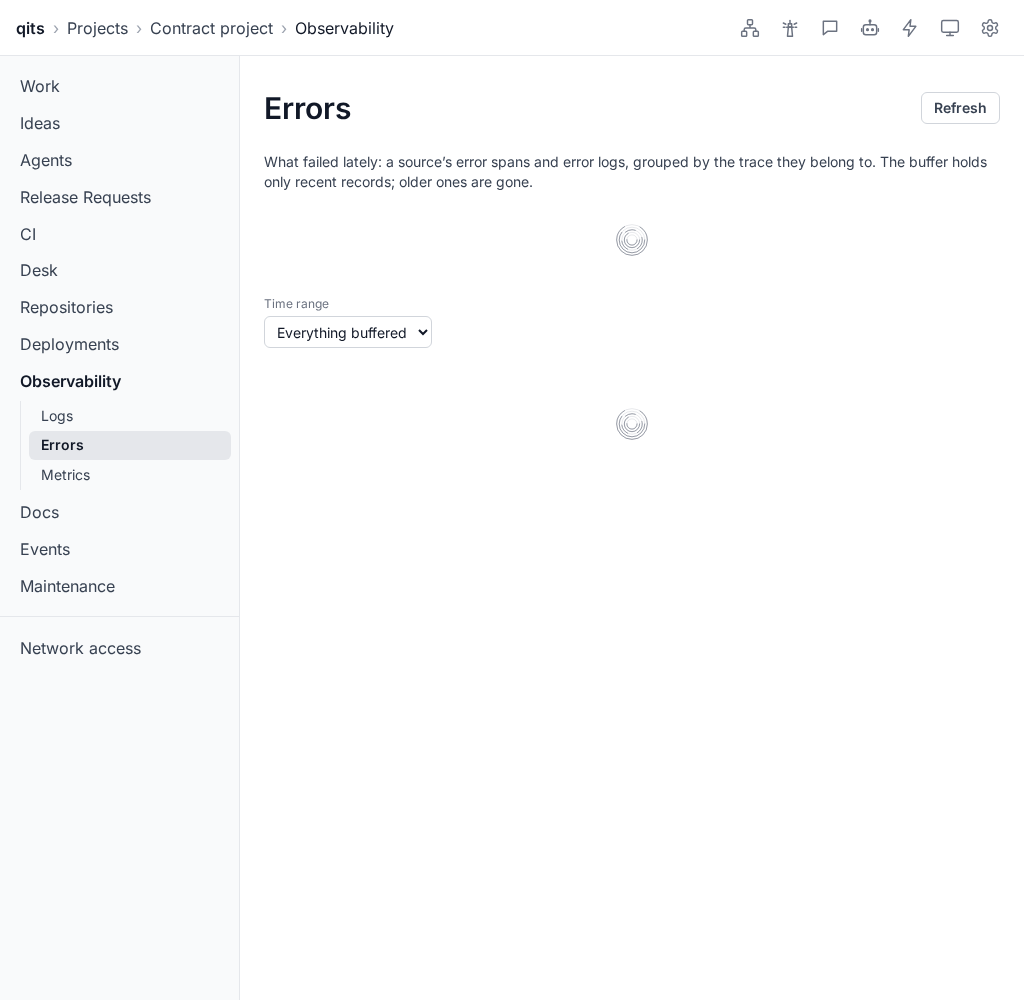 qits › Projects › Contract project › Observability
Work
Ideas
Agents
Release Requests
CI
Desk
Repositories
Deployments
Observability
Logs
Errors
Metrics
Docs
Events
Maintenance
Network access
Errors
Refresh
What failed lately: a source’s error spans and error logs, grouped by the trace they belong to. The buffer holds
only recent records; older ones are gone.
Time range
Everything buffered